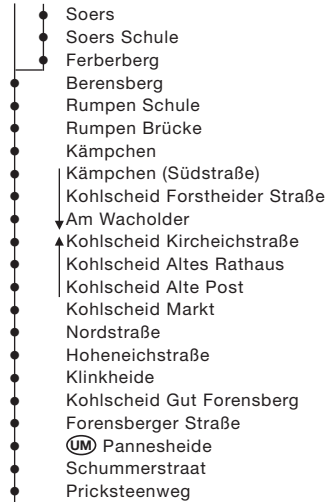 Soers
Soers Schule
Ferberberg
Berensberg
Rumpen Schule
Rumpen Brücke
Kämpchen
Kämpchen (Südstraße)
Kohlscheid Forstheider Straße
Am Wacholder
Kohlscheid Kircheichstraße
Kohlscheid Altes Rathaus
Kohlscheid Alte Post
Kohlscheid Markt
Nordstraße
Hoheneichstraße
Klinkheide
Kohlscheid Gut Forensberg
Forensberger Straße
UM Pannesheide
Schummerstraat
Pricksteenweg